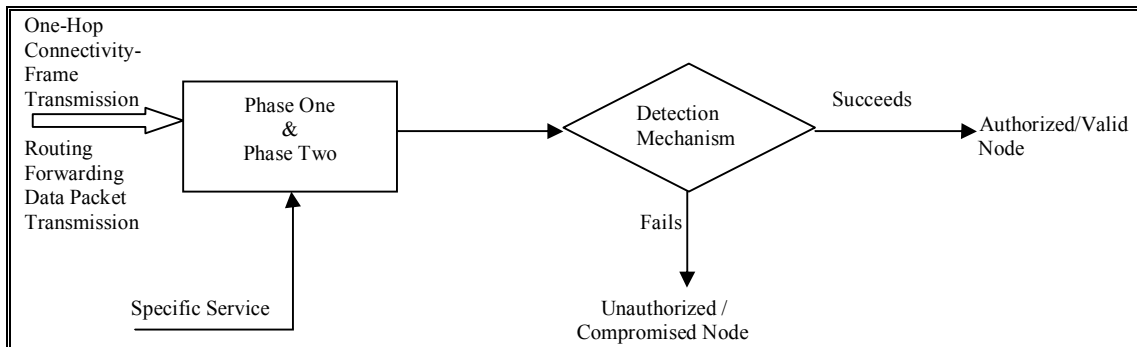 One-Hop
Connectivity-
Frame
Transmission
Routing
Forwarding
Data Packet
Transmission
Phase One
&
Phase Two
Specific Service
Detection
Mechanism
Succeeds
Authorized/Valid
Node
Fails
Unauthorized /
Compromised Node